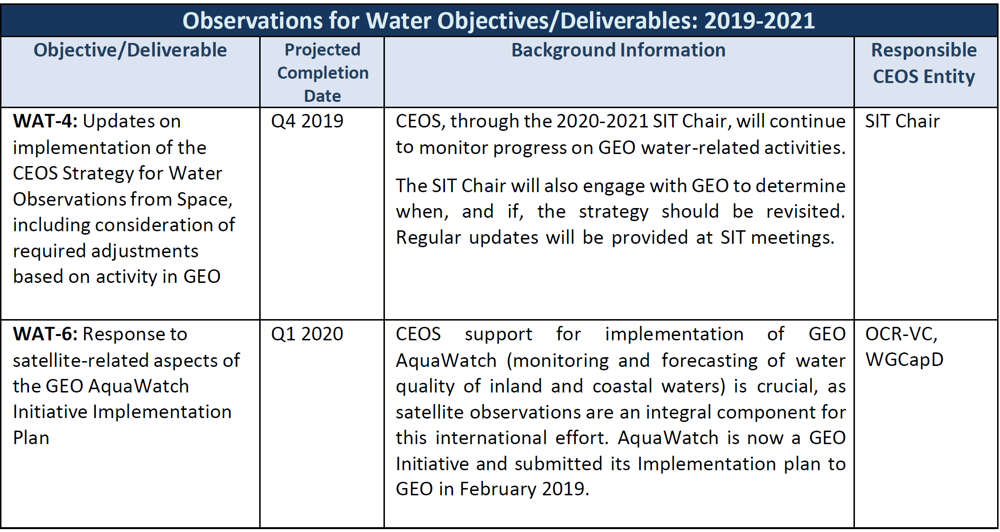 Observations for Water Objectives/Deliverables: 2019-2021
Objective/Deliverable
Projected
Completion
Date
Background Information
Responsible
CEOS Entity
WAT-4: Updates on
implementation of the
CEOS Strategy for Water
Observations from Space,
including consideration of
required adjustments
based on activity in GEO
Q4 2019
CEOS, through the 2020-2021 SIT Chair, will continue
to monitor progress on GEO water-related activities.
The SIT Chair will also engage with GEO to determine
when, and if, the strategy should be revisited.
Regular updates will be provided at SIT meetings.
SIT Chair
WAT-6: Response to
satellite-related aspects of
the GEO AquaWatch
Initiative Implementation
Plan
Q1 2020
CEOS support for implementation of GEO
AquaWatch (monitoring and forecasting of water
quality of inland and coastal waters) is crucial, as
satellite observations are an integral component for
this international effort. AquaWatch is now a GEO
Initiative and submitted its Implementation plan to
GEO in February 2019.
OCR-VC,
WGCapD